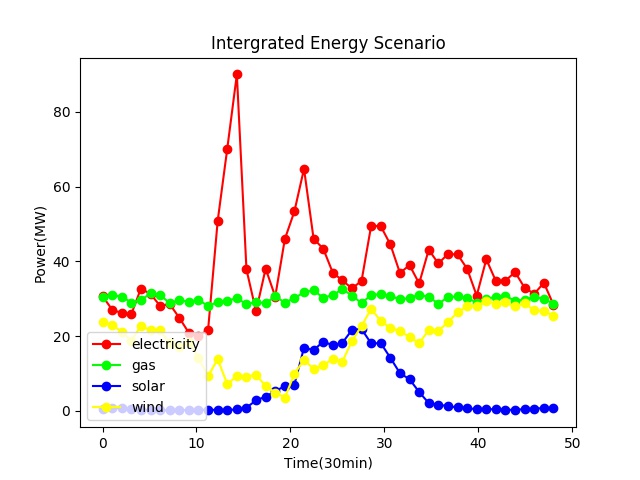 Intergrated Energy Scenario
Power(MW)
80
60
40
20
0
electricity
gas
solar
wind
0 10 20 30 40 50
Time(30min)